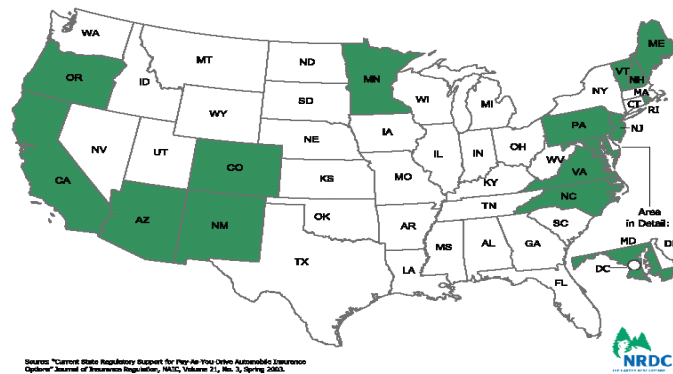 WA
MT
ND
MN
ME
OR
ID
SD
WI
MI
VT
NH
NY
MA
CT
RI
WY
NE
IA
PA
NJ
NV
UT
CO
KS
MO
IL
IN
OH
WV
VA
KY
CA
AZ
NM
OK
AR
TN
NC
SC
TX
LA
MS
AL
GA
FL
Area
in Detail:
MD
DC
Source: "Current State Regulatory Support for Pay-As-You-Drive Automobile Insurance
Options" Journal of Insurance Regulation, NAIC, Volume 21, No. 3, Spring 2003.
NRDC